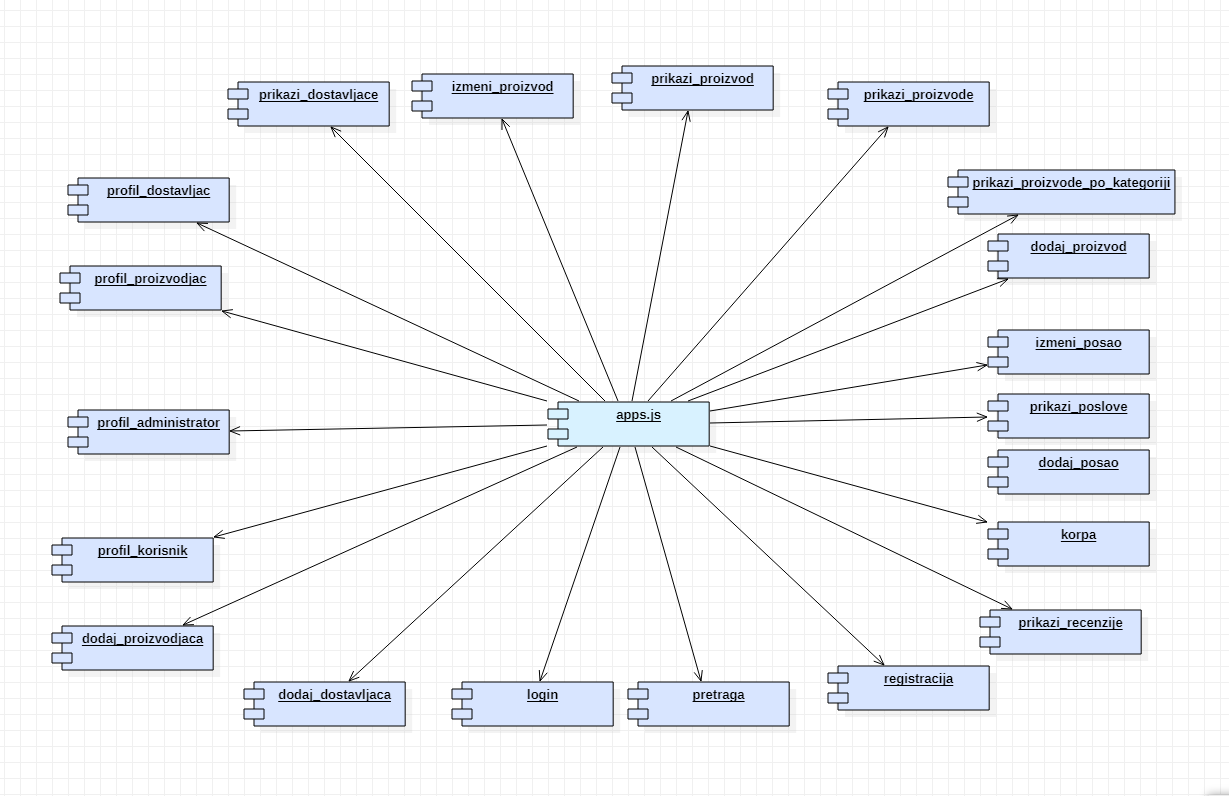 prikazi_dostavljace
izmeni_proizvod
prikazi_proizvod
prikazi_proizvode
profil_dostavljac
prikazi_proizvode_po_kategoriji
dodaj_proizvod
profil_proizvodjac
izmeni_posao
prikazi_poslove
apps.js
profil_administrator
dodaj_posao
korpa
profil_korisnik
prikazi_recenzije
dodaj_proizvodjaca
registracija
dodaj_dostavljaca
login
pretraga